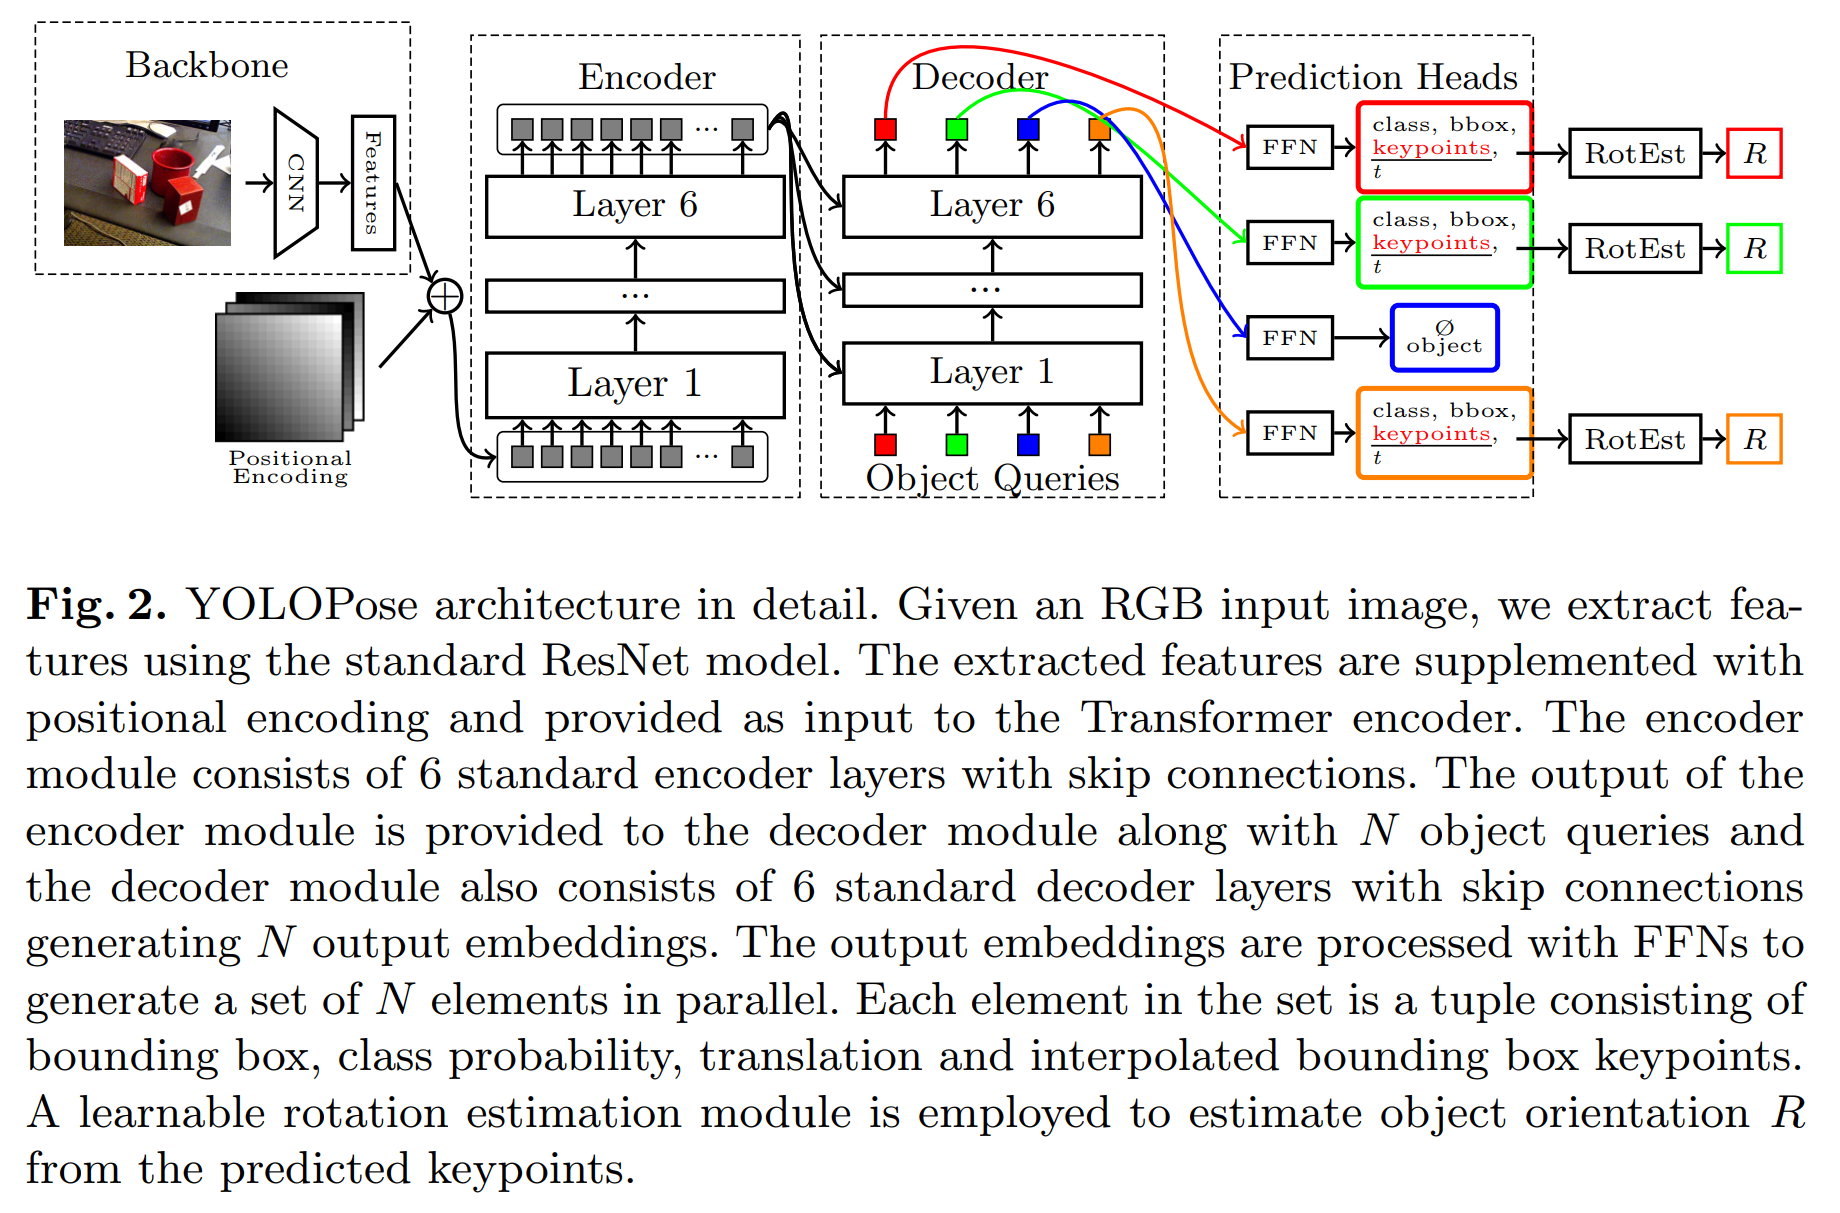 Backbone
CNN
Features
Positional
Encoding
Encoder
...
Layer 6
...
Layer 1
...
Decoder
Layer 6
...
Layer 1
Object Queries
Prediction Heads
FFN
class, bbox,
keypoints,
t
RotEst
R
FFN
class, bbox,
keypoints,
t
RotEst
R
FFN
Ø
object
FFN
class, bbox,
keypoints,
t
RotEst
R
Fig. 2. YOLOPose architecture in detail. Given an RGB input image, we extract fea-
tures using the standard ResNet model. The extracted features are supplemented with
positional encoding and provided as input to the Transformer encoder. The encoder
module consists of 6 standard encoder layers with skip connections. The output of the
encoder module is provided to the decoder module along with N object queries and
the decoder module also consists of 6 standard decoder layers with skip connections
generating N output embeddings. The output embeddings are processed with FFNs to
generate a set of N elements in parallel. Each element in the set is a tuple consisting of
bounding box, class probability, translation and interpolated bounding box keypoints.
A learnable rotation estimation module is employed to estimate object orientation R
from the predicted keypoints.